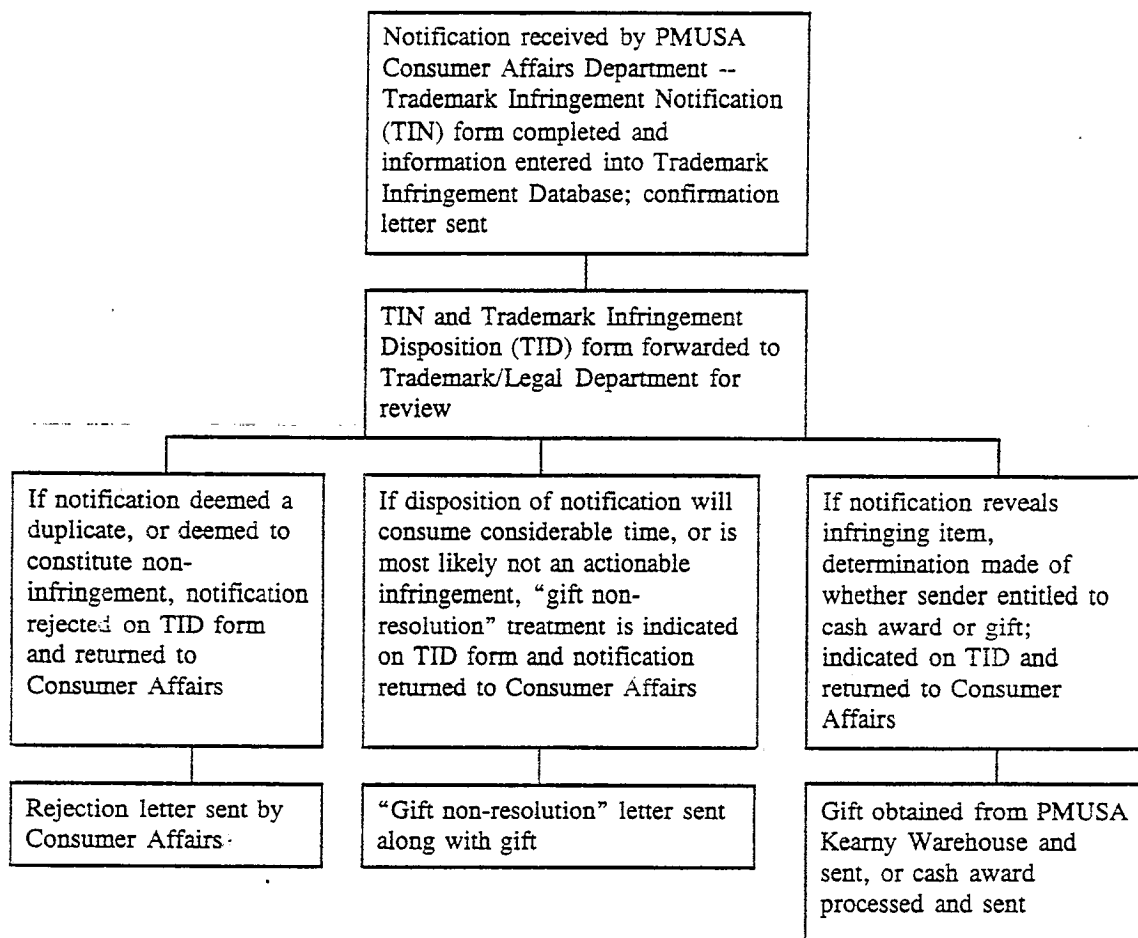 Notification received by PMUSA
Consumer Affairs Department --
Trademark Infringement Notification
(TIN) form completed and
information entered into Trademark
Infringement Database; confirmation
letter sent
TIN and Trademark Infringement
Disposition (TID) form forwarded to
Trademark/Legal Department for
review
If notification deemed a
duplicate, or deemed to
constitute non-
infringement, notification
rejected on TID form
and returned to
Consumer Affairs
If disposition of notification will
consume considerable time, or is
most likely not an actionable
infringement, “gift non-
resolution” treatment is indicated
on TID form and notification
returned to Consumer Affairs
If notification reveals
infringing item,
determination made of
whether sender entitled to
cash award or gift;
indicated on TID and
returned to Consumer
Affairs
Rejection letter sent by
Consumer Affairs
“Gift non-resolution” letter sent
along with gift
Gift obtained from PMUSA
Kearny Warehouse and
sent, or cash award
processed and sent